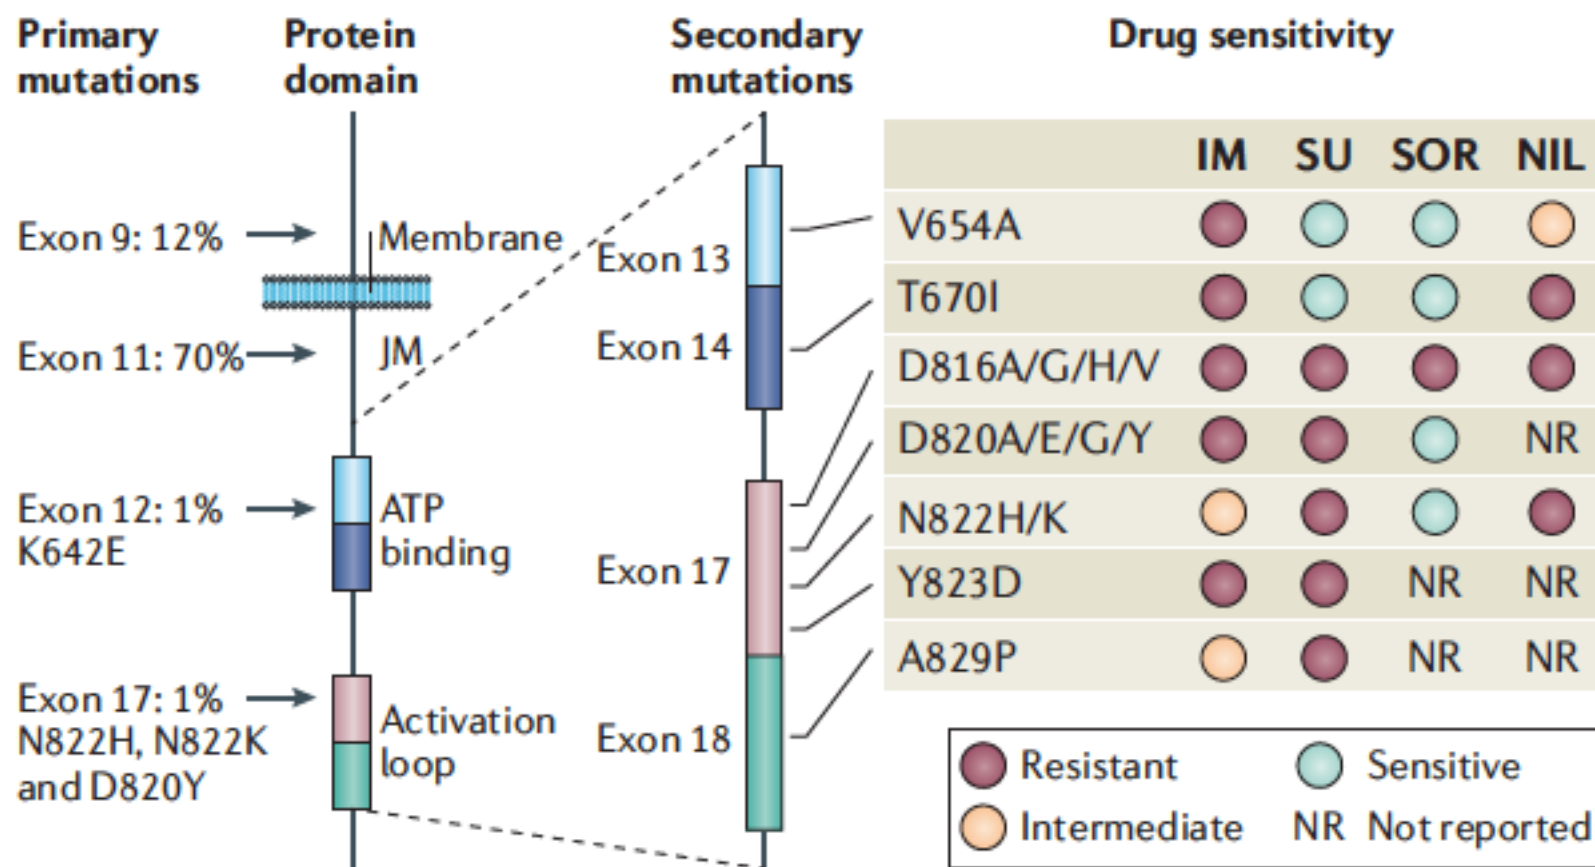 Primary
mutations
Protein
domain
Secondary
mutations
Drug sensitivity
Exon 9: 12%
Membrane
Exon 11: 70%
JM
Exon 12: 1%
K642E
ATP
binding
Exon 17: 1%
N822H, N822K
and D820Y
Activation
loop
Exon 13
Exon 14
Exon 17
Exon 18
IM SU SOR NIL
V654A
T670I
D816A/G/H/V
D820A/E/G/Y NR
N822H/K
Y823D NR NR
A829P NR NR
Resistant Sensitive
Intermediate NR Not reported